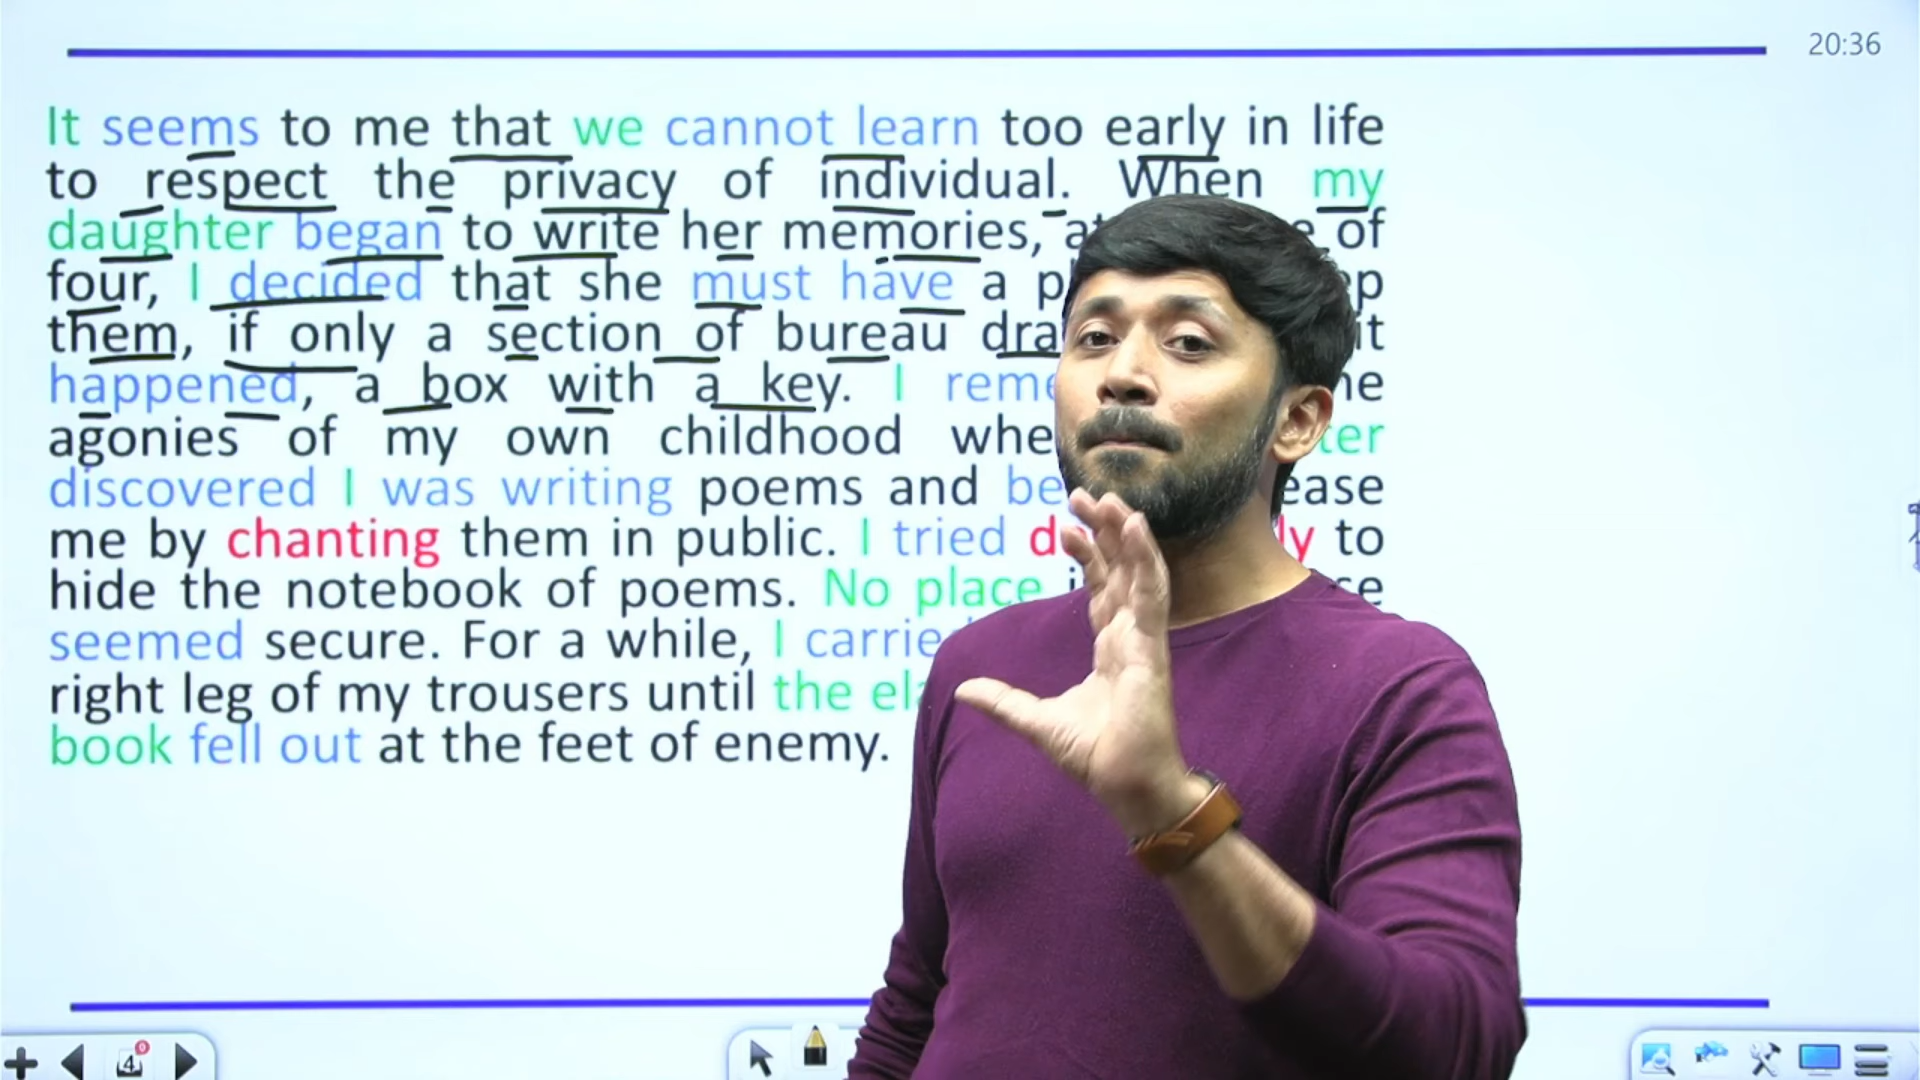 20:36
It seems to me that we cannot learn too early in life
to respect the privacy of individual. When my
daughter began to write her memories, of
four, I decided that she must have a
them, if only a section of bureau it
happened, a box with a key. I
agonies of my own childhood
discovered I was writing poems and
me by chanting them in public. I tried to
hide the notebook of poems. No place
seemed secure. For a while, I
right leg of my trousers until the
book fell out at the feet of enemy.
4